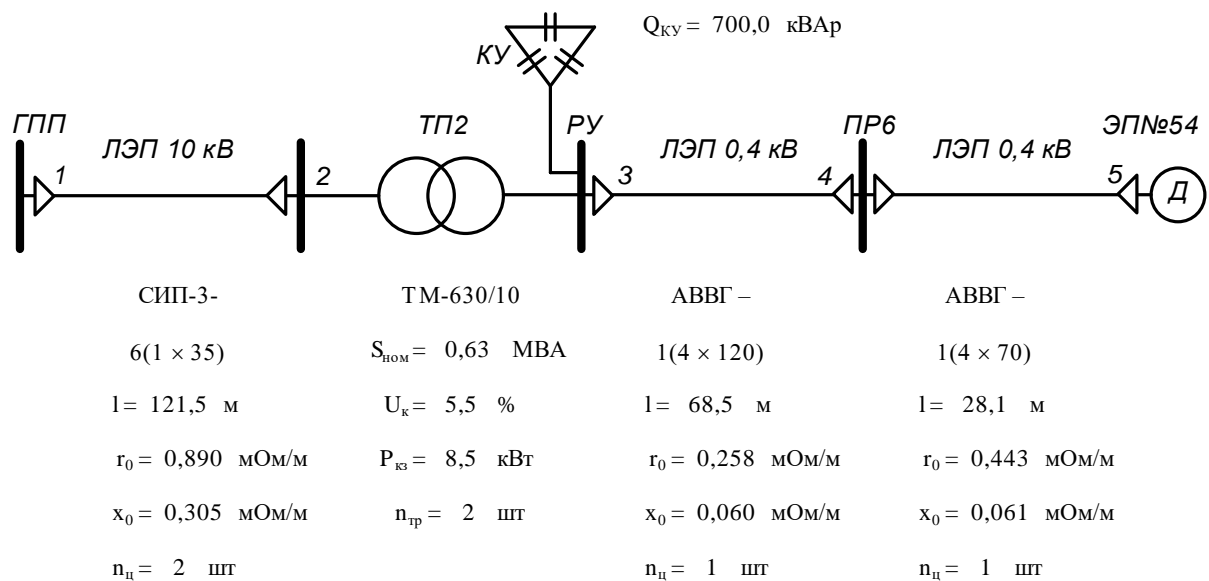 Q_КУ = 700,0 кВАр
КУ
ГПП
ТП2
РУ
ПР6
ЭП№54
ЛЭП 10 кВ
ЛЭП 0,4 кВ
ЛЭП 0,4 кВ
1
2
3
4
5
Д
СИП-3-
ТМ-630/10
АВВГ –
АВВГ –
6(1 × 35)
S_ном = 0,63 МВА
1(4 × 120)
1(4 × 70)
l = 121,5 м
U_к = 5,5 %
l = 68,5 м
l = 28,1 м
r_0 = 0,890 мОм/м
P_кз = 8,5 кВт
r_0 = 0,258 мОм/м
r_0 = 0,443 мОм/м
x_0 = 0,305 мОм/м
n_тр = 2 шт
x_0 = 0,060 мОм/м
x_0 = 0,061 мОм/м
n_ц = 2 шт
n_ц = 1 шт
n_ц = 1 шт